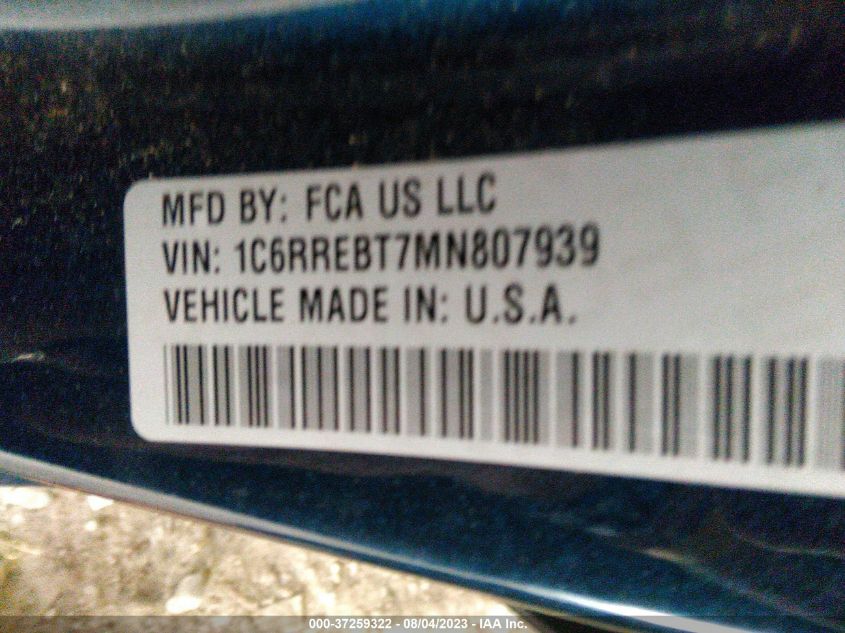 MFD BY: FCA US LLC
VIN: 1C6RREBT7MN807939
VEHICLE MADE IN: U.S.A.
000-37259322 - 08/04/2023 - IAA Inc.